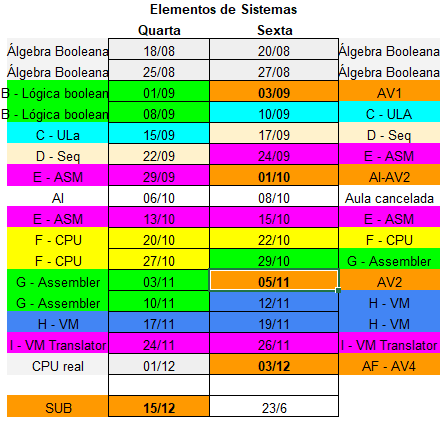 Elementos de Sistemas
Quarta Sexta
Álgebra Booleana 18/08 20/08 Álgebra Booleana
Álgebra Booleana 25/08 27/08 Álgebra Booleana
B - Lógica boolean 01/09 03/09 AV1
B - Lógica boolean 08/09 10/09 C - ULA
C - ULa 15/09 17/09 D - Seq
D - Seq 22/09 24/09 E - ASM
E - ASM 29/09 01/10 AI-AV2
AI 06/10 08/10 Aula cancelada
E - ASM 13/10 15/10 E - ASM
F - CPU 20/10 22/10 F - CPU
F - CPU 27/10 29/10 G - Assembler
G - Assembler 03/11 05/11 AV2
G - Assembler 10/11 12/11 H - VM
H - VM 17/11 19/11 H - VM
I - VM Translator 24/11 26/11 I - VM Translator
CPU real 01/12 03/12 AF - AV4
SUB 15/12 23/6